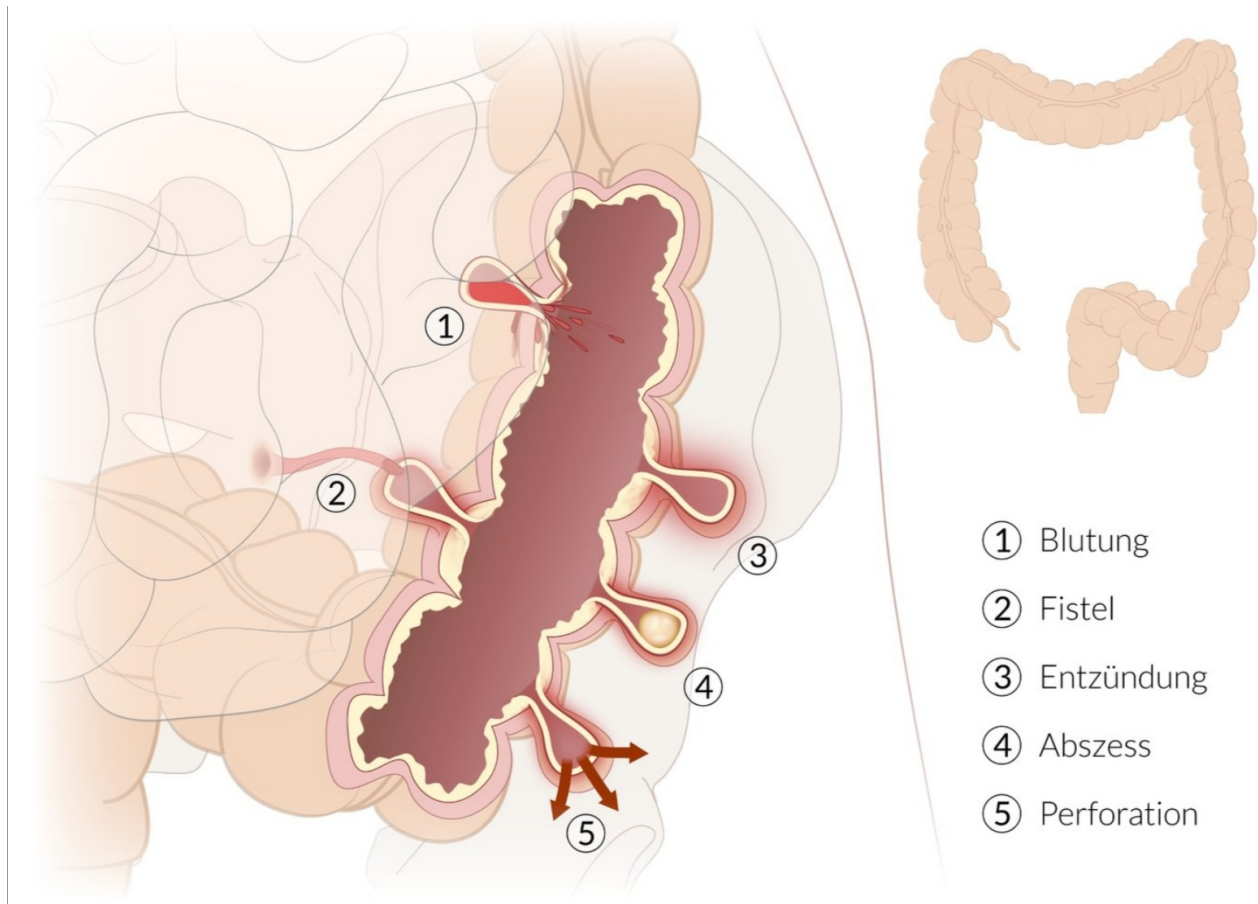 1
2
3
4
5
1 Blutung
2 Fistel
3 Entzündung
4 Abszess
5 Perforation